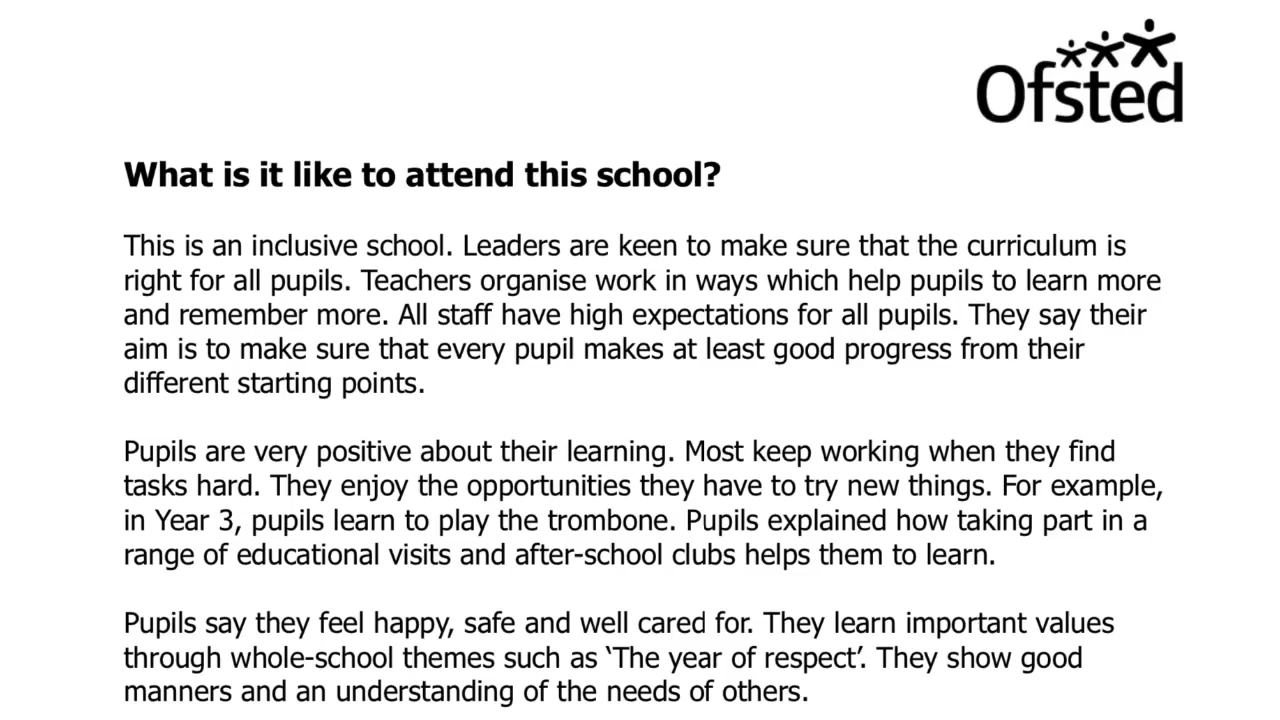 Ofsted
What is it like to attend this school?
This is an inclusive school. Leaders are keen to make sure that the curriculum is
right for all pupils. Teachers organise work in ways which help pupils to learn more
and remember more. All staff have high expectations for all pupils. They say their
aim is to make sure that every pupil makes at least good progress from their
different starting points.
Pupils are very positive about their learning. Most keep working when they find
tasks hard. They enjoy the opportunities they have to try new things. For example,
in Year 3, pupils learn to play the trombone. Pupils explained how taking part in a
range of educational visits and after-school clubs helps them to learn.
Pupils say they feel happy, safe and well cared for. They learn important values
through whole-school themes such as ‘The year of respect’. They show good
manners and an understanding of the needs of others.